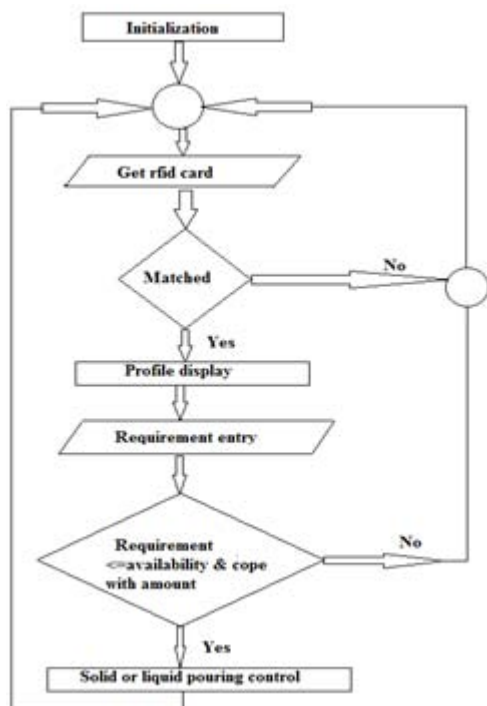 Initialization
Get rfid card
Matched
No
Yes
Profile display
Requirement entry
Requirement
<=availability & cope
with amount
No
Yes
Solid or liquid pouring control